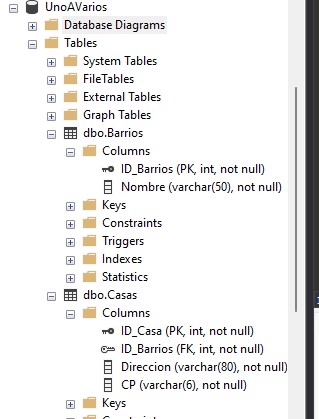 UnoAVarios
Database Diagrams
Tables
System Tables
FileTables
External Tables
Graph Tables
dbo.Barrios
Columns
ID_Barrios (PK, int, not null)
Nombre (varchar(50), not null)
Keys
Constraints
Triggers
Indexes
Statistics
dbo.Casas
Columns
ID_Casa (PK, int, not null)
ID_Barrios (FK, int, not null)
Direccion (varchar(80), not null)
CP (varchar(6), not null)
Keys